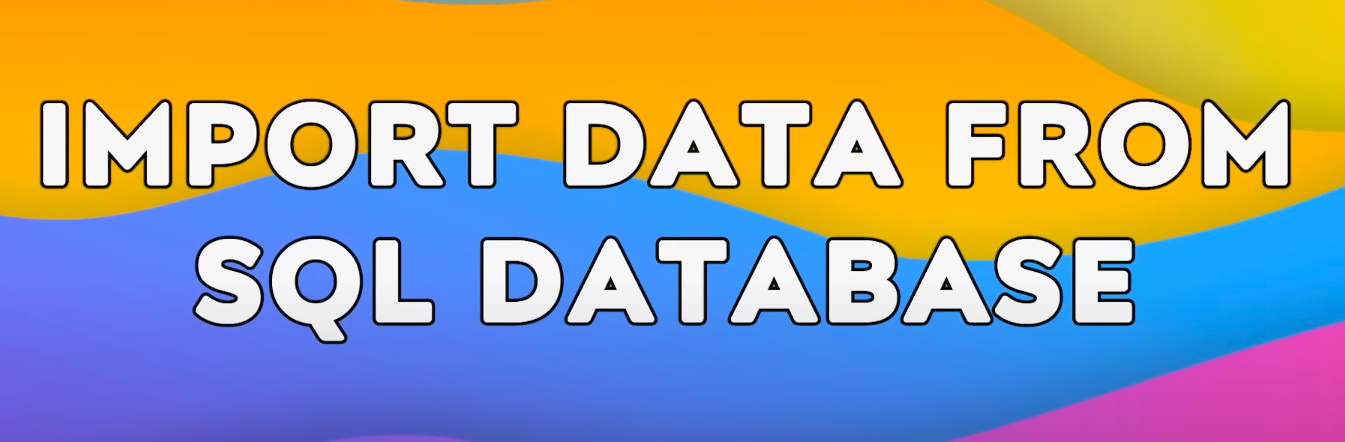 IMPORT DATA FROM
SQL DATABASE